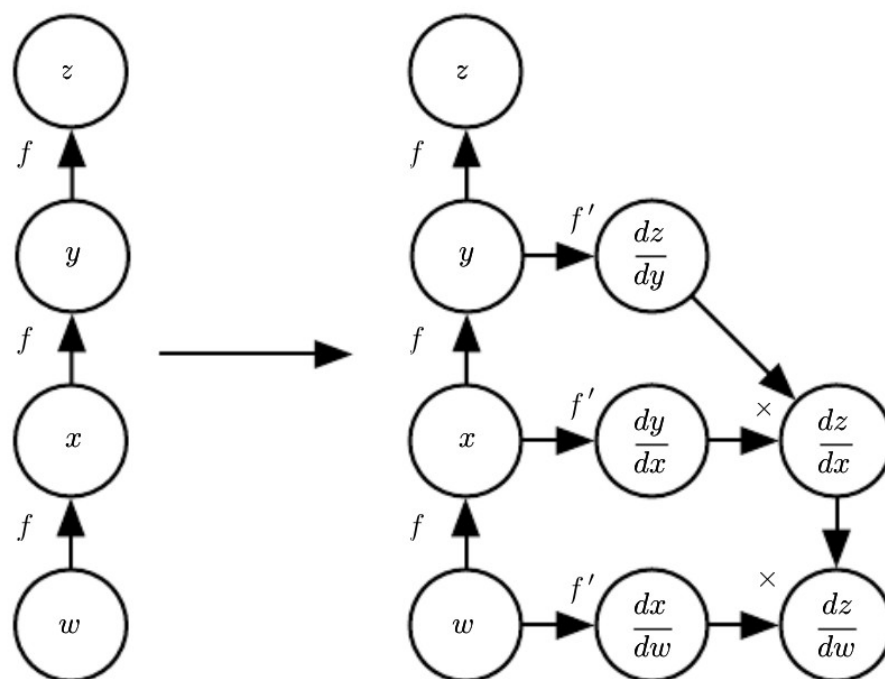 z z
f f
y y f′ dz/dy
f f
x x f′ dy/dx × dz/dx
f f
w w f′ dx/dw × dz/dw